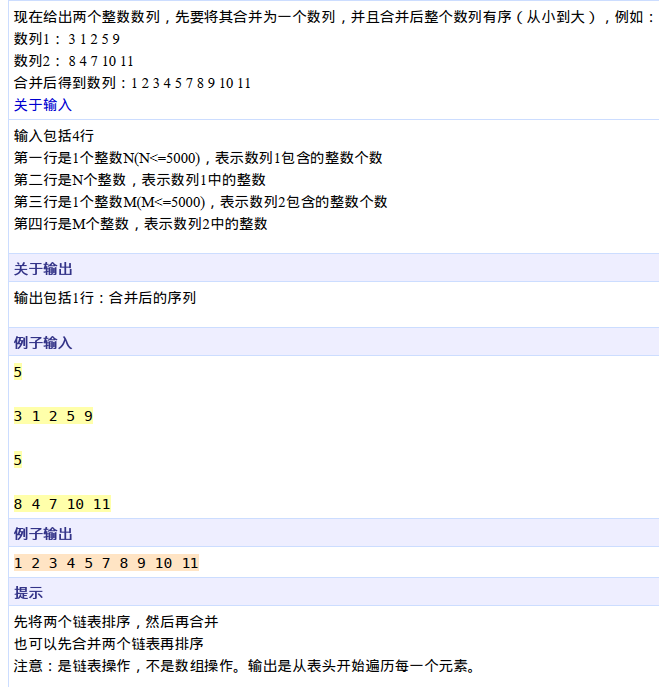 现在给出两个整数数列，先要将其合并为一个数列，并且合并后整个数列有序（从小到大），例如：
数列1： 3 1 2 5 9
数列2： 8 4 7 10 11
合并后得到数列：1 2 3 4 5 7 8 9 10 11
关于输入
输入包括4行
第一行是1个整数N(N<=5000)，表示数列1包含的整数个数
第二行是N个整数，表示数列1中的整数
第三行是1个整数M(M<=5000)，表示数列2包含的整数个数
第四行是M个整数，表示数列2中的整数
关于输出
输出包括1行：合并后的序列
例子输入
5
3 1 2 5 9
5
8 4 7 10 11
例子输出
1 2 3 4 5 7 8 9 10 11
提示
先将两个链表排序，然后再合并
也可以先合并两个链表再排序
注意：是链表操作，不是数组操作。输出是从表头开始遍历每一个元素。